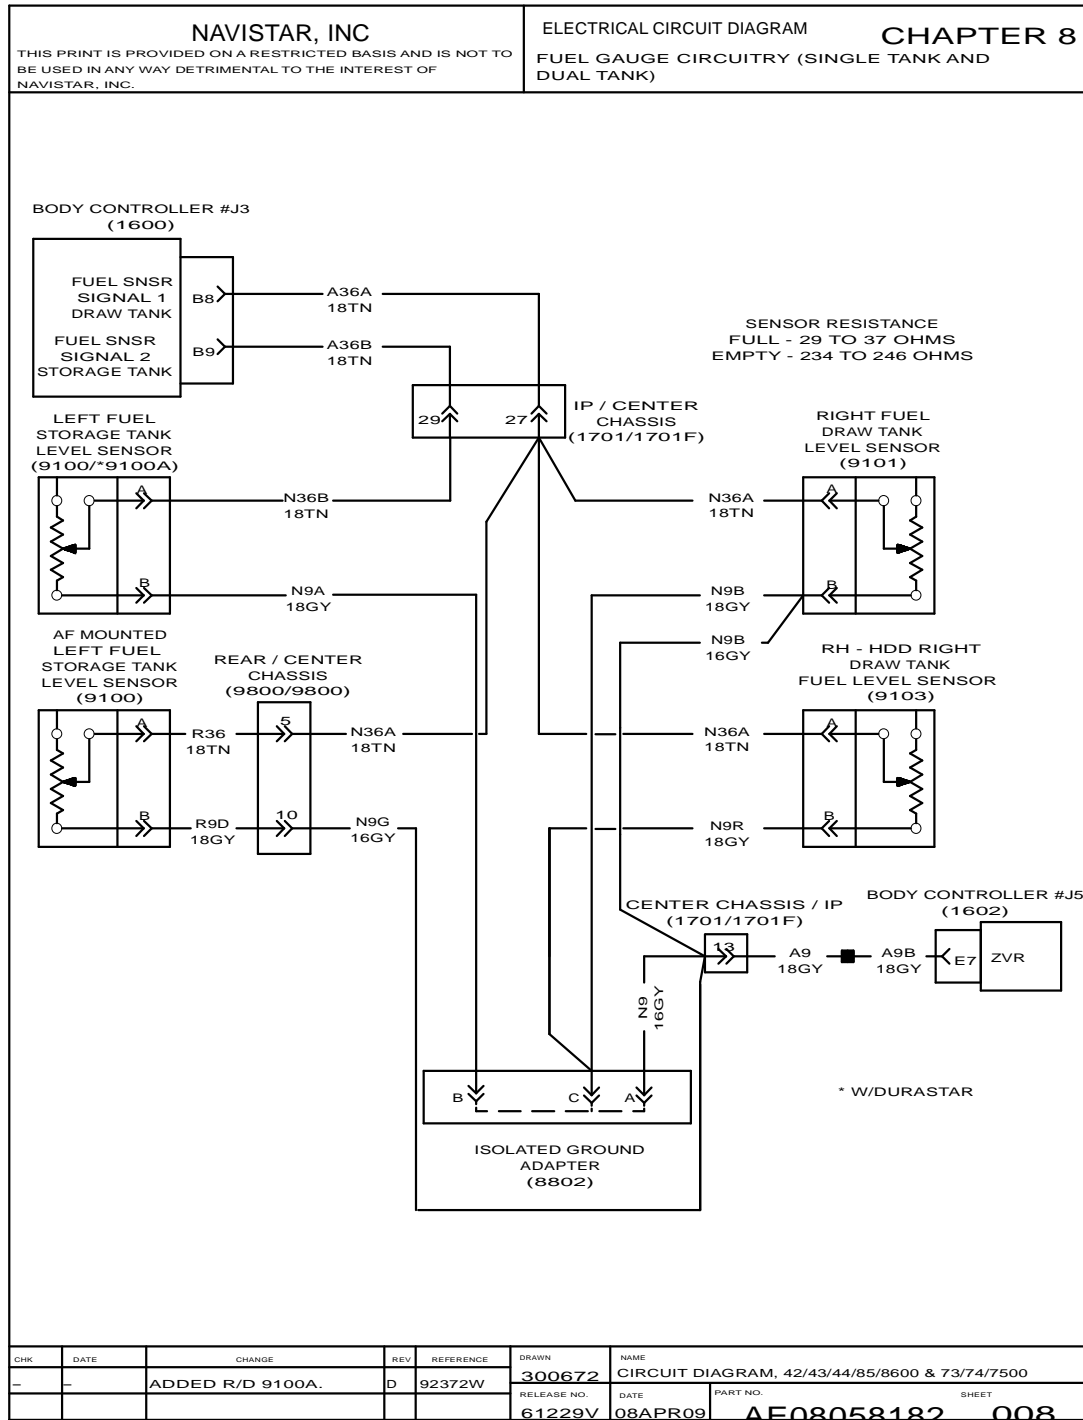 NAVISTAR, INC
THIS PRINT IS PROVIDED ON A RESTRICTED BASIS AND IS NOT TO
BE USED IN ANY WAY DETRIMENTAL TO THE INTEREST OF
NAVISTAR, INC.
ELECTRICAL CIRCUIT DIAGRAM
CHAPTER 8
FUEL GAUGE CIRCUITRY (SINGLE TANK AND
DUAL TANK)
BODY CONTROLLER #J3
(1600)
FUEL SNSR
SIGNAL 1
DRAW TANK
B8
FUEL SNSR
SIGNAL 2
STORAGE TANK
B9
A36A
18TN
A36B
18TN
SENSOR RESISTANCE
FULL - 29 TO 37 OHMS
EMPTY - 234 TO 246 OHMS
29
27
IP / CENTER
CHASSIS
(1701/1701F)
LEFT FUEL
STORAGE TANK
LEVEL SENSOR
(9100/*9100A)
A
B
N36B
18TN
N9A
18GY
RIGHT FUEL
DRAW TANK
LEVEL SENSOR
(9101)
N36A
18TN
A
N9B
18GY
B
N9B
16GY
AF MOUNTED
LEFT FUEL
STORAGE TANK
LEVEL SENSOR
(9100)
REAR / CENTER
CHASSIS
(9800/9800)
A
R36
18TN
5
N36A
18TN
B
R9D
18GY
10
N9G
16GY
RH - HDD RIGHT
DRAW TANK
FUEL LEVEL SENSOR
(9103)
N36A
18TN
A
N9R
18GY
B
CENTER CHASSIS / IP
(1701/1701F)
13
A9
18GY
A9B
18GY
BODY CONTROLLER #J5
(1602)
E7
ZVR
N9
16GY
B
C
A
ISOLATED GROUND
ADAPTER
(8802)
* W/DURASTAR
CHK DATE CHANGE REV REFERENCE
– – ADDED R/D 9100A. D 92372W
DRAWN
300672
NAME
CIRCUIT DIAGRAM, 42/43/44/85/8600 & 73/74/7500
RELEASE NO.
61229V
DATE
08APR09
PART NO.
AE08058182
SHEET
008